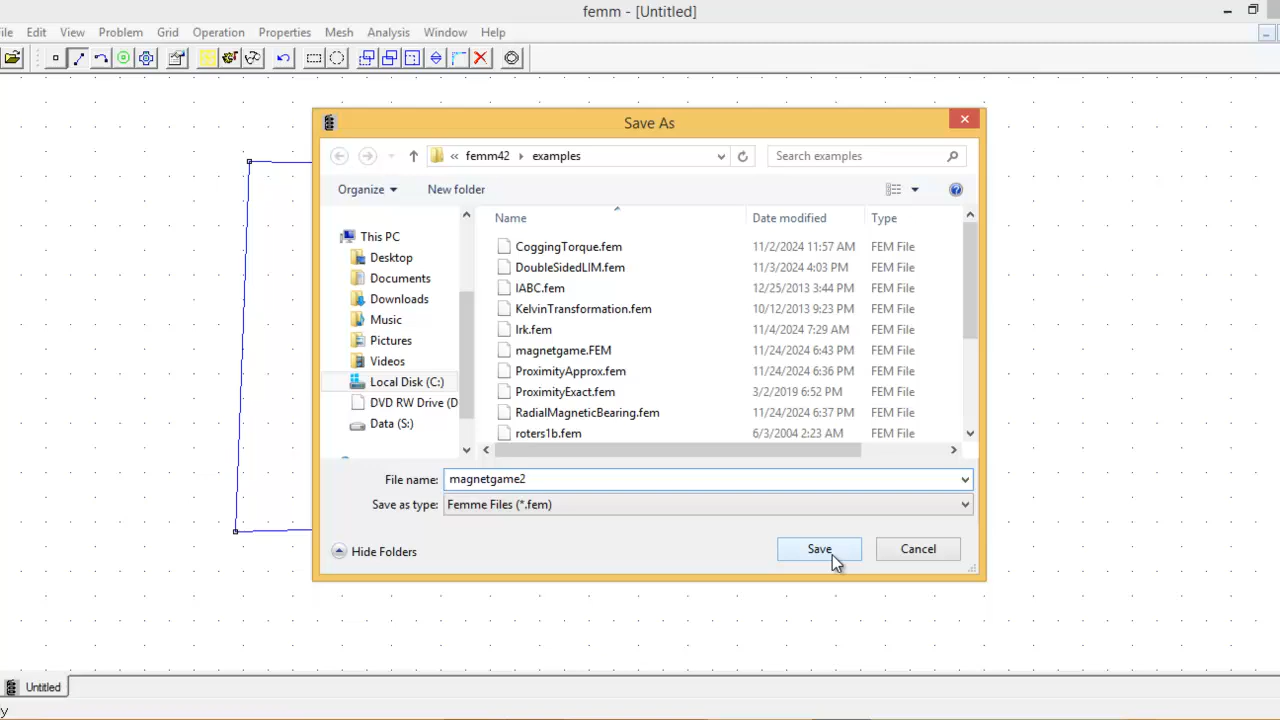 femm - [Untitled]
File Edit View Problem Grid Operation Properties Mesh Analysis Window Help
Save As
« femm42 examples
Search examples
Organize New folder
Name Date modified Type
This PC
Desktop
Documents
Downloads
Music
Pictures
Videos
Local Disk (C:)
DVD RW Drive (D
Data (S:)
CoggingTorque.fem 11/2/2024 11:57 AM FEM File
DoubleSidedLIM.fem 11/3/2024 4:03 PM FEM File
IABC.fem 12/25/2013 3:44 PM FEM File
KelvinTransformation.fem 10/12/2013 9:23 PM FEM File
lrk.fem 11/4/2024 7:29 AM FEM File
magnetgame.FEM 11/24/2024 6:43 PM FEM File
ProximityApprox.fem 11/24/2024 6:36 PM FEM File
ProximityExact.fem 3/2/2019 6:52 PM FEM File
RadialMagneticBearing.fem 11/24/2024 6:37 PM FEM File
roters1b.fem 6/3/2004 2:23 AM FEM File
File name: magnetgame2
Save as type: Femme Files (*.fem)
Hide Folders
Save Cancel
Untitled
y